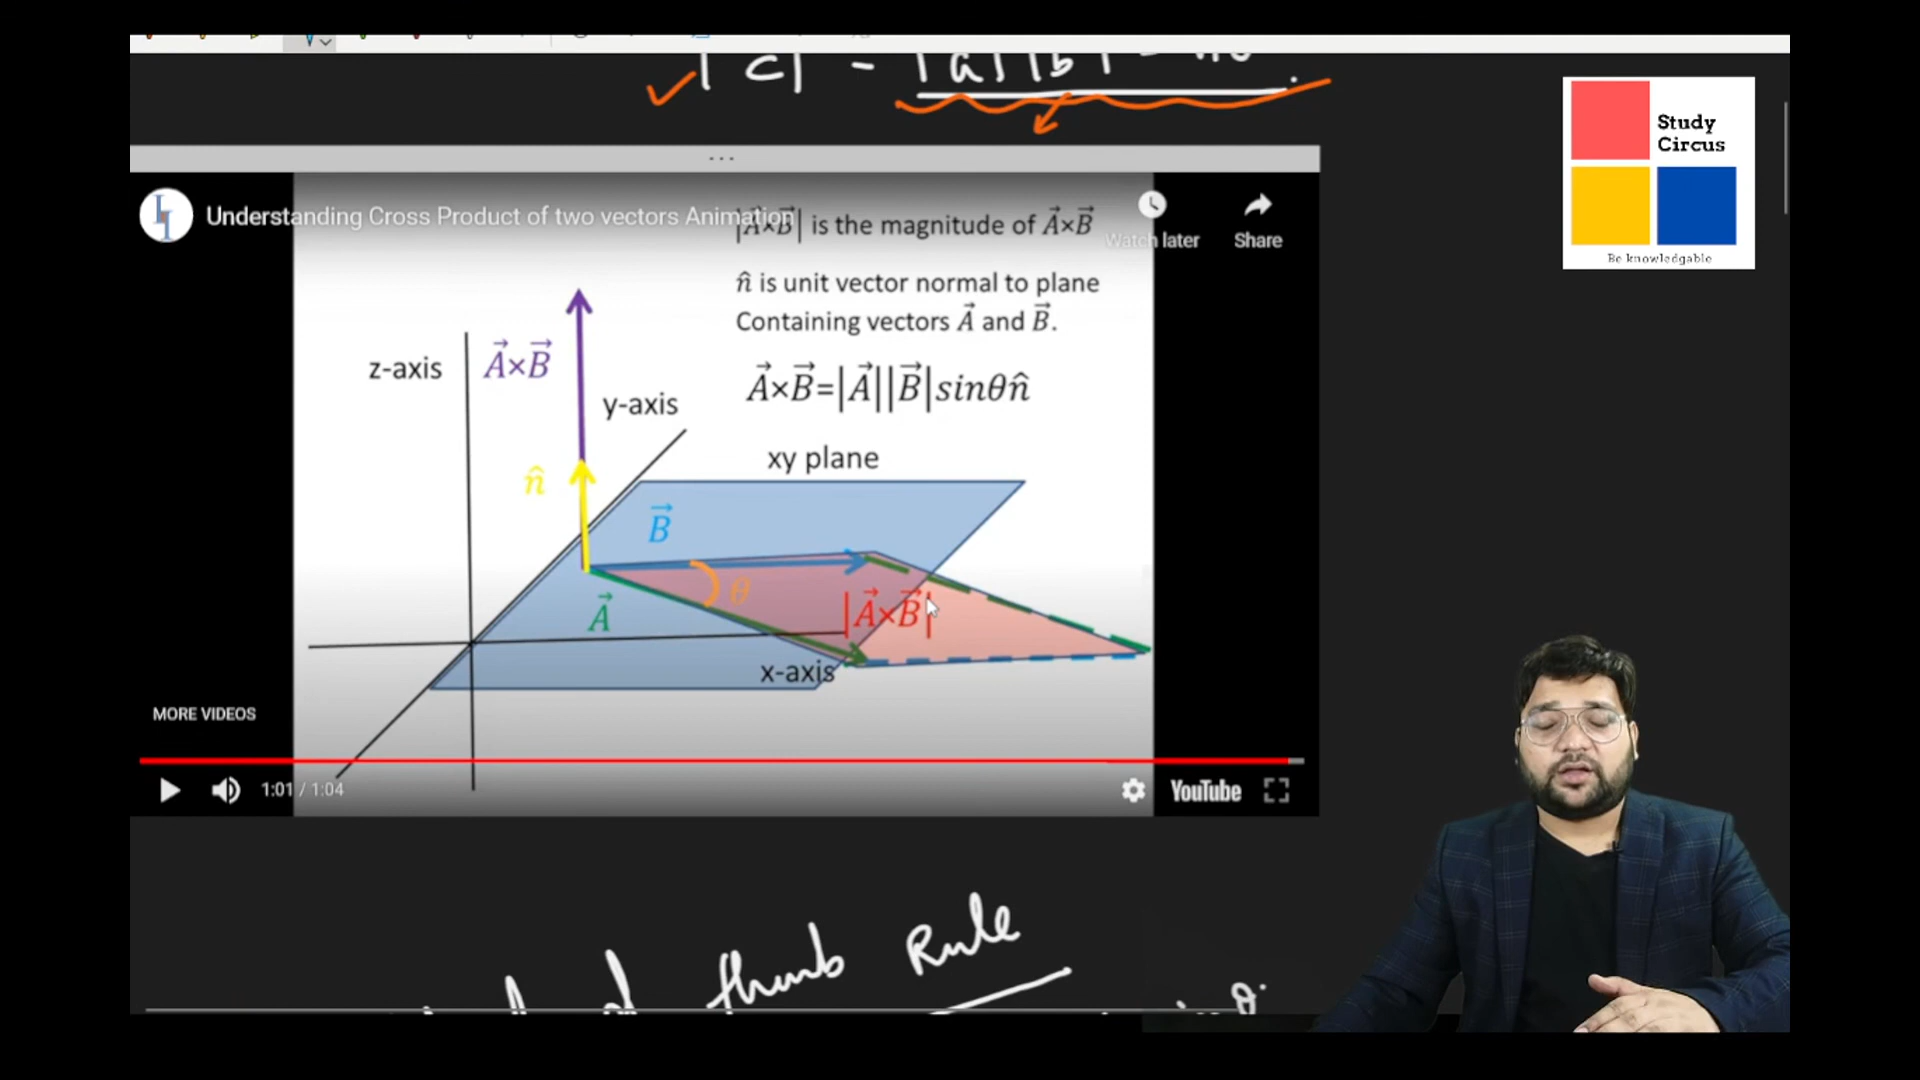 |c| = |a| |b|
Study
Circus
Be knowledgable
...
Understanding Cross Product of two vectors Animation
Watch later
Share
|A⃗×B⃗| is the magnitude of A⃗×B⃗
n̂ is unit vector normal to plane
Containing vectors A⃗ and B⃗.
A⃗×B⃗=|A⃗||B⃗|sinθn̂
z-axis
A⃗×B⃗
y-axis
xy plane
n̂
B⃗
θ
A⃗
|A⃗×B⃗|
x-axis
MORE VIDEOS
1:01 / 1:04
YouTube
thumb Rule